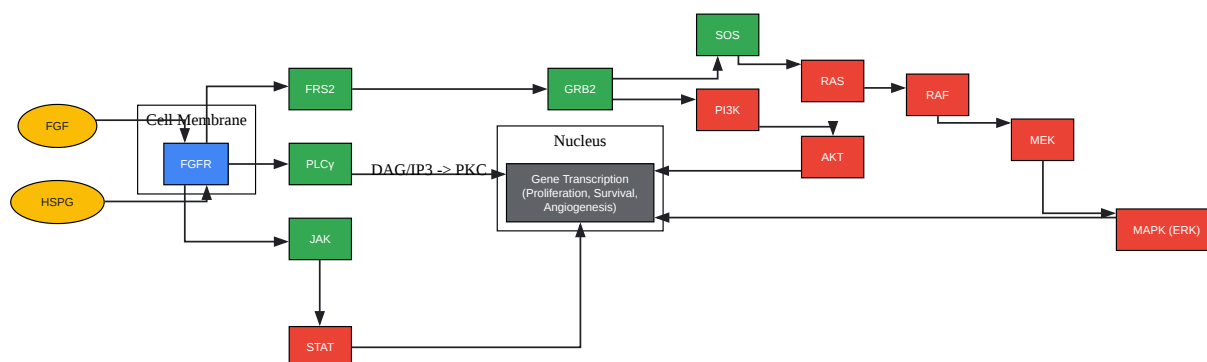 SOS
FRS2
GRB2
RAS
RAF
PI3K
FGF
Cell Membrane
Nucleus
MEK
FGFR
PLCγ
DAG/IP3 -> PKC
AKT
Gene Transcription
(Proliferation, Survival,
Angiogenesis)
HSPG
JAK
MAPK (ERK)
STAT